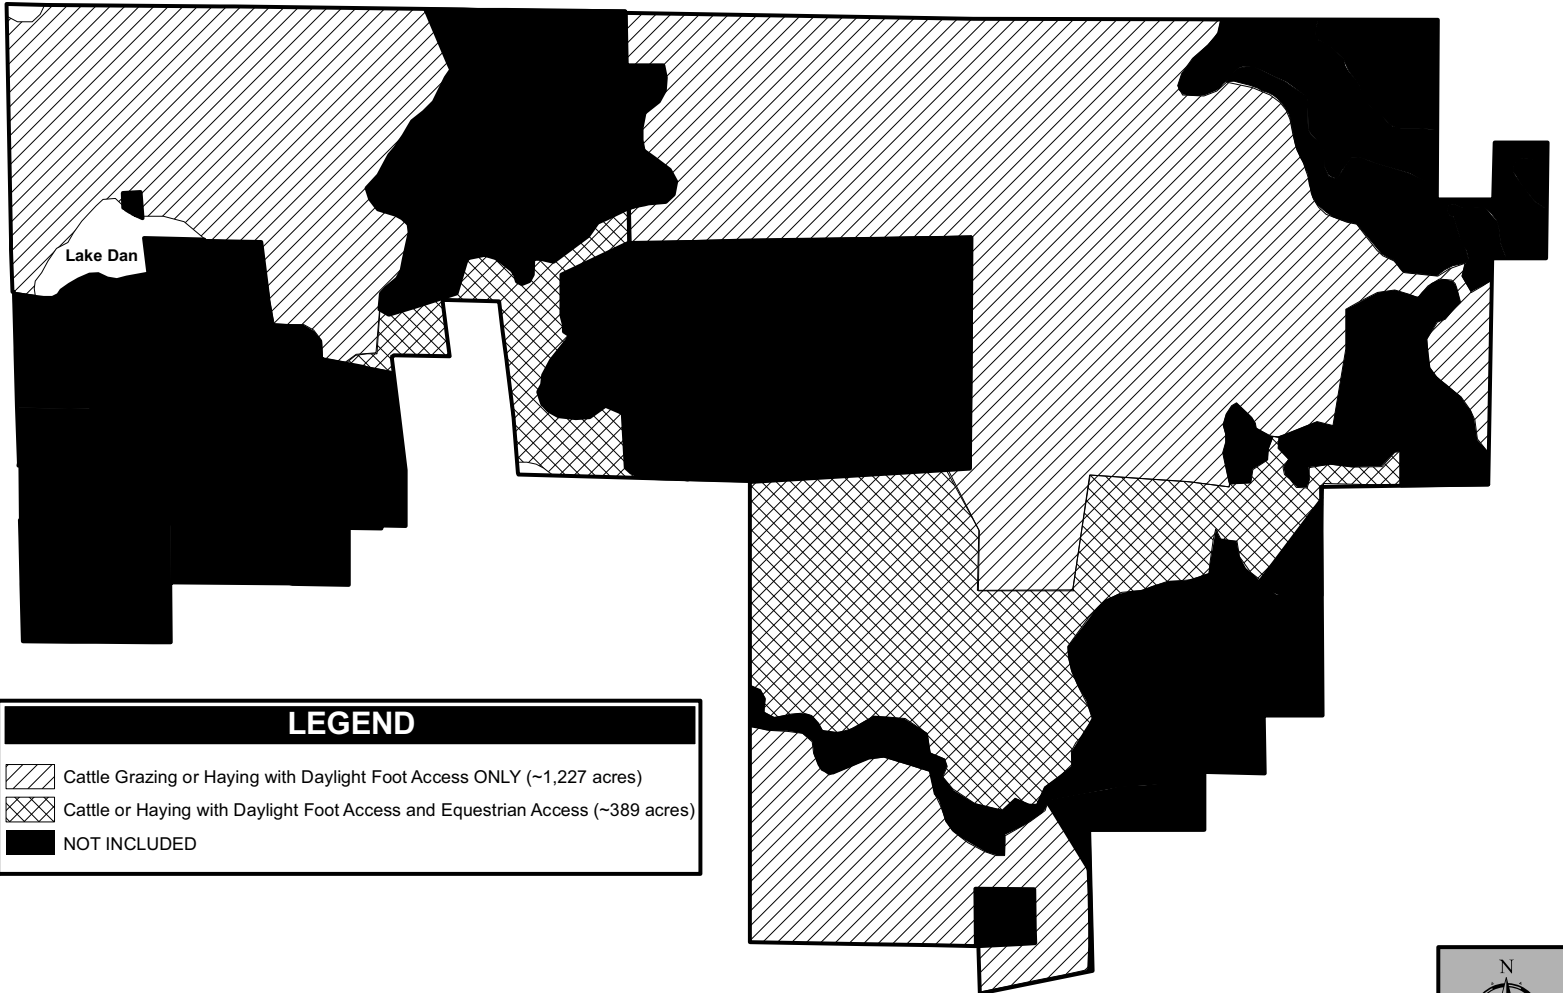 Lake Dan
LEGEND
Cattle Grazing or Haying with Daylight Foot Access ONLY (~1,227 acres)
Cattle or Haying with Daylight Foot Access and Equestrian Access (~389 acres)
NOT INCLUDED
N